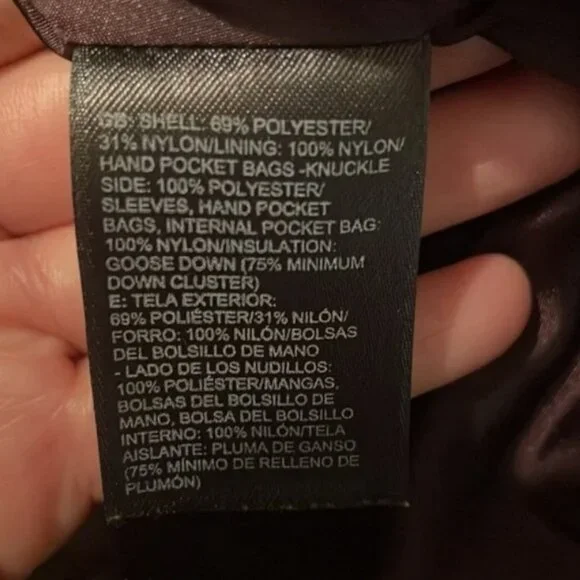 GB: SHELL: 69% POLYESTER/
31% NYLON/LINING: 100% NYLON/
HAND POCKET BAGS -KNUCKLE
SIDE: 100% POLYESTER/
SLEEVES, HAND POCKET
BAGS, INTERNAL POCKET BAG:
100% NYLON/INSULATION:
GOOSE DOWN (75% MINIMUM
DOWN CLUSTER)
E: TELA EXTERIOR:
69% POLIÉSTER/31% NILÓN/
FORRO: 100% NILÓN/BOLSAS
DEL BOLSILLO DE MANO
- LADO DE LOS NUDILLOS:
100% POLIÉSTER/MANGAS,
BOLSAS DEL BOLSILLO DE
MANO, BOLSA DEL BOLSILLO
INTERNO: 100% NILÓN/TELA
AISLANTE: PLUMA DE GANSO
(75% MÍNIMO DE RELLENO DE
PLUMÓN)